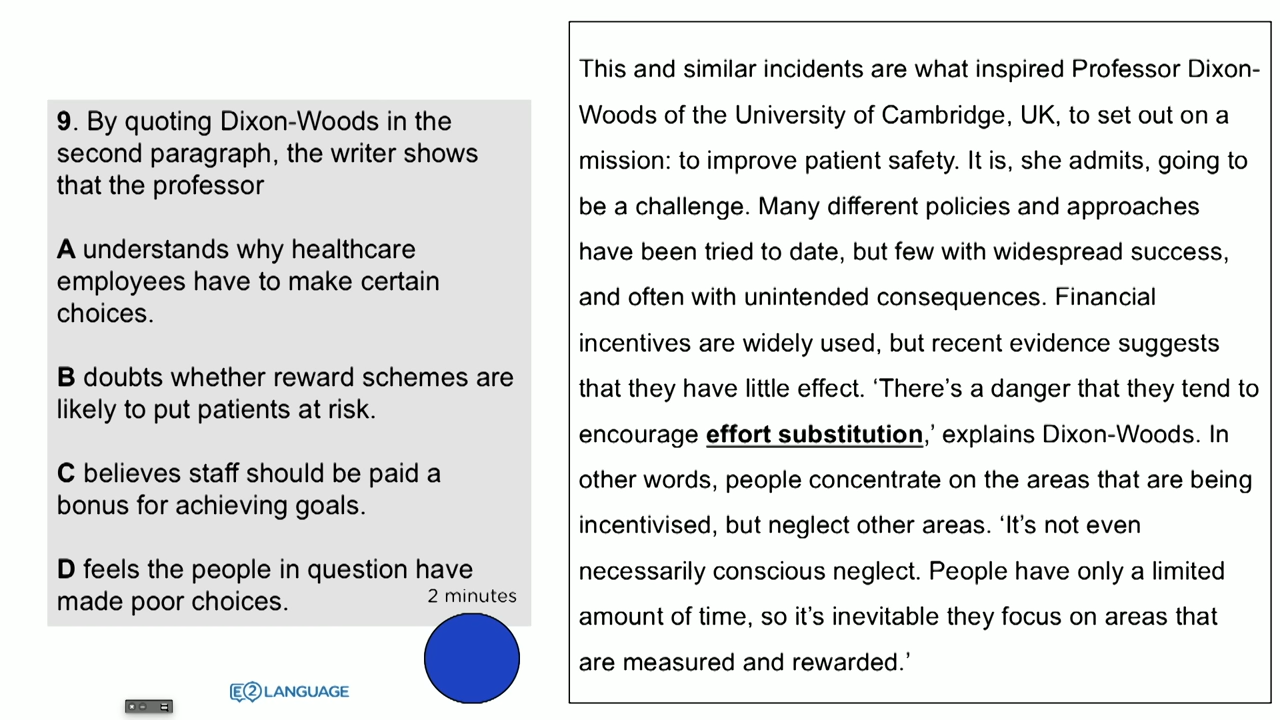 9. By quoting Dixon-Woods in the
second paragraph, the writer shows
that the professor
A understands why healthcare
employees have to make certain
choices.
B doubts whether reward schemes are
likely to put patients at risk.
C believes staff should be paid a
bonus for achieving goals.
D feels the people in question have
made poor choices.
2 minutes
E2 LANGUAGE
This and similar incidents are what inspired Professor Dixon-
Woods of the University of Cambridge, UK, to set out on a
mission: to improve patient safety. It is, she admits, going to
be a challenge. Many different policies and approaches
have been tried to date, but few with widespread success,
and often with unintended consequences. Financial
incentives are widely used, but recent evidence suggests
that they have little effect. ‘There’s a danger that they tend to
encourage effort substitution,’ explains Dixon-Woods. In
other words, people concentrate on the areas that are being
incentivised, but neglect other areas. ‘It’s not even
necessarily conscious neglect. People have only a limited
amount of time, so it’s inevitable they focus on areas that
are measured and rewarded.’